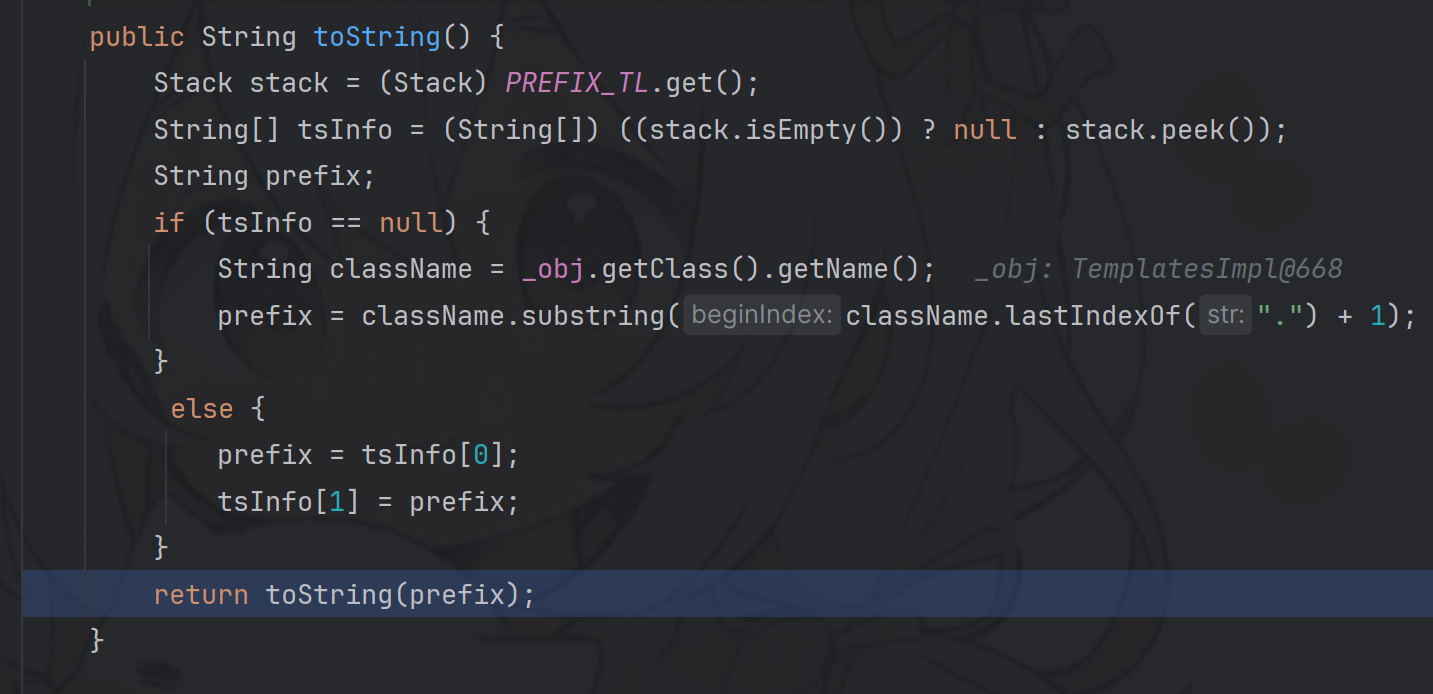 public String toString() {
Stack stack = (Stack) PREFIX_TL.get();
String[] tsInfo = (String[]) ((stack.isEmpty()) ? null : stack.peek());
String prefix;
if (tsInfo == null) {
String className = _obj.getClass().getName();   _obj: TemplatesImpl@668
prefix = className.substring( beginIndex: className.lastIndexOf( str: ".") + 1);
}
else {
prefix = tsInfo[0];
tsInfo[1] = prefix;
}
return toString(prefix);
}